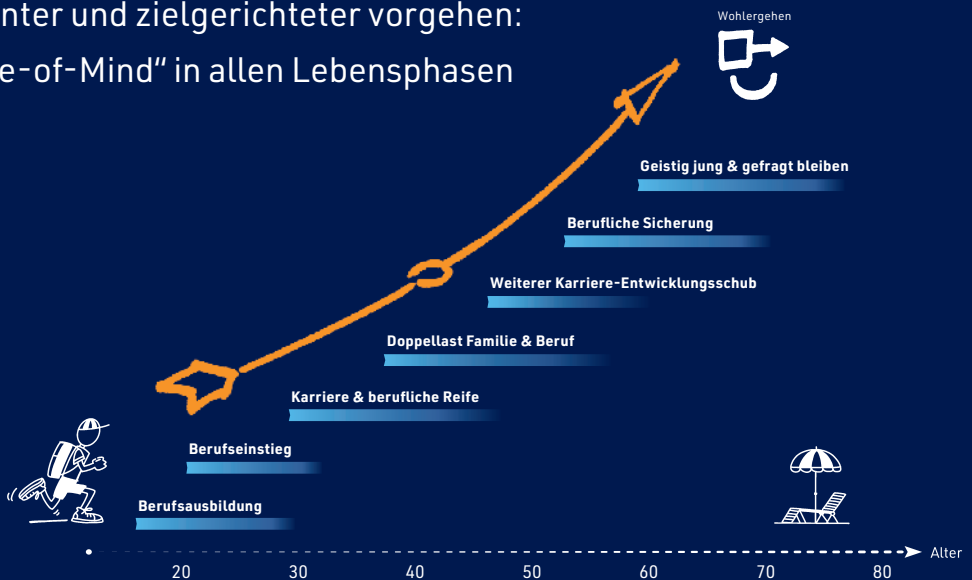 nter und zielgerichteter vorgehen:
e-of-Mind“ in allen Lebensphasen
Wohlergehen
Geistig jung & gefragt bleiben
Berufliche Sicherung
Weiterer Karriere-Entwicklungsschub
Doppellast Familie & Beruf
Karriere & berufliche Reife
Berufseinstieg
Berufsausbildung
Alter
20 30 40 50 60 70 80